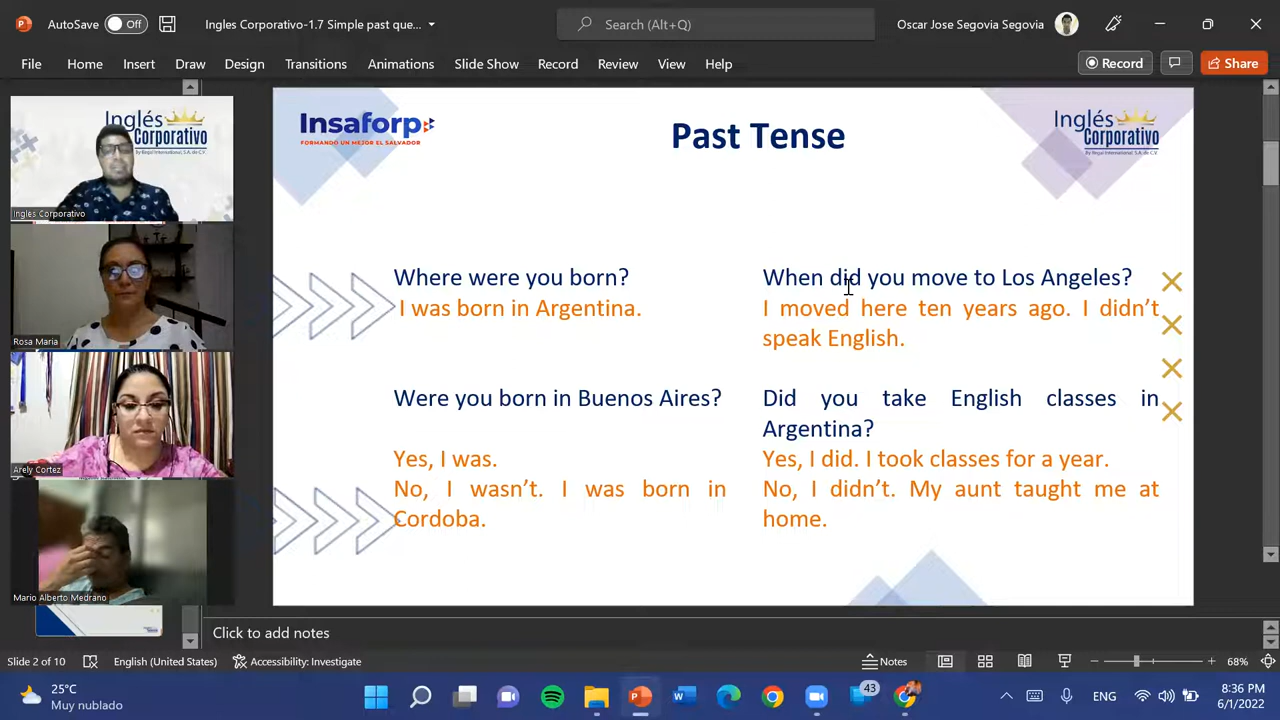 AutoSave
Off
Ingles Corporativo-1.7 Simple past que...
Search (Alt+Q)
Oscar Jose Segovia Segovia
File
Home
Insert
Draw
Design
Transitions
Animations
Slide Show
Record
Review
View
Help
Record
Share
Inglés
Corporativo
Ingles Corporativo
Rosa Maria
Arely Cortez
Mario Alberto Medrano
Insaforp
FORMANDO UN MEJOR EL SALVADOR
Past Tense
Inglés
Corporativo
By Regal International, S.A. de C.V.
Where were you born?
I was born in Argentina.
Were you born in Buenos Aires?
Yes, I was.
No, I wasn't. I was born in
Cordoba.
When did you move to Los Angeles?
I moved here ten years ago. I didn't
speak English.
Did you take English classes in
Argentina?
Yes, I did. I took classes for a year.
No, I didn't. My aunt taught me at
home.
Click to add notes
Slide 2 of 10
English (United States)
Accessibility: Investigate
Notes
68%
25°C
Muy nublado
43
ENG
8:36 PM
6/1/2022